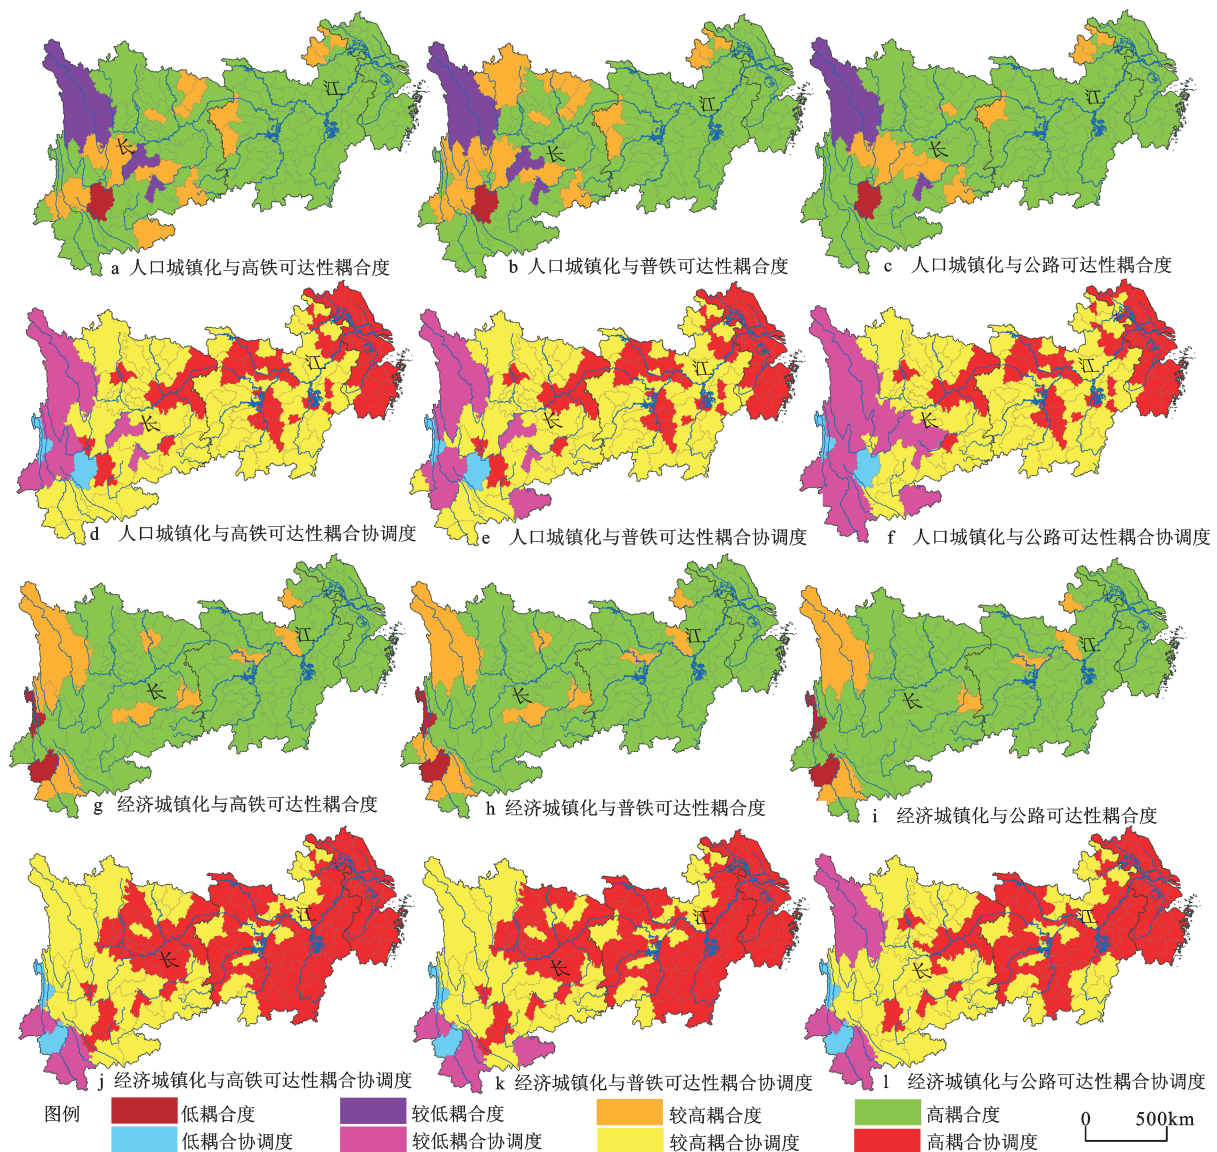 江
长
a 人口城镇化与高铁可达性耦合度
江
长
b 人口城镇化与普铁可达性耦合度
江
长
c 人口城镇化与公路可达性耦合度
江
长
d 人口城镇化与高铁可达性耦合协调度
江
长
e 人口城镇化与普铁可达性耦合协调度
江
长
f 人口城镇化与公路可达性耦合协调度
江
长
g 经济城镇化与高铁可达性耦合度
江
长
h 经济城镇化与普铁可达性耦合度
江
长
i 经济城镇化与公路可达性耦合度
江
长
j 经济城镇化与高铁可达性耦合协调度
江
长
k 经济城镇化与普铁可达性耦合协调度
江
长
l 经济城镇化与公路可达性耦合协调度
图例 低耦合度 较低耦合度 较高耦合度 高耦合度 0 500km
低耦合协调度 较低耦合协调度 较高耦合协调度 高耦合协调度